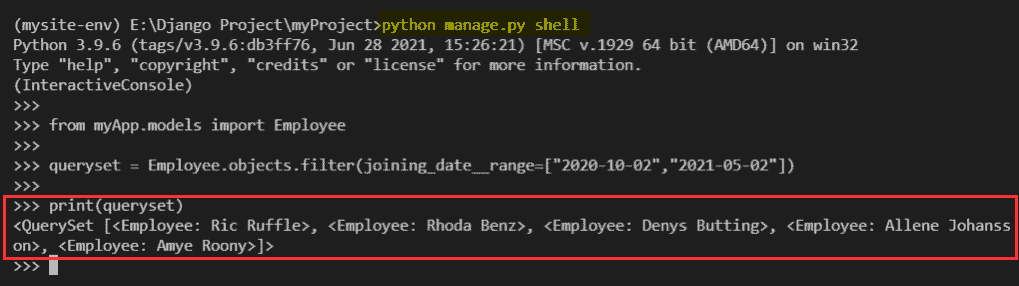 (mysite-env) E:\Django Project\myProject>python manage.py shell
Python 3.9.6 (tags/v3.9.6:db3ff76, Jun 28 2021, 15:26:21) [MSC v.1929 64 bit (AMD64)] on win32
Type "help", "copyright", "credits" or "license" for more information.
(InteractiveConsole)
>>>
>>> from myApp.models import Employee
>>>
>>> queryset = Employee.objects.filter(joining_date__range=["2020-10-02","2021-05-02"])
>>>
>>> print(queryset)
<QuerySet [<Employee: Ric Ruffle>, <Employee: Rhoda Benz>, <Employee: Denys Butting>, <Employee: Allene Johanss
on>, <Employee: Amye Roony>]>
>>>